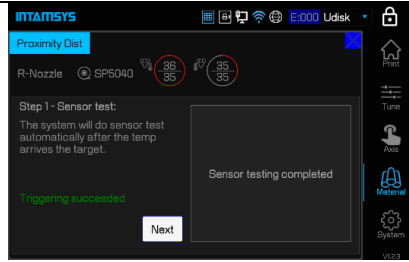 INTAMSYS
E:000 Udisk
Proximity Dist
Print
R-Nozzle SP5040 36/35 35/35
Step 1 - Sensor test:
The system will do sensor test
automatically after the temp
arrives the target.
Sensor testing completed
Triggering succeeded
Next
Tune
Axis
Material
System
V1.2.3